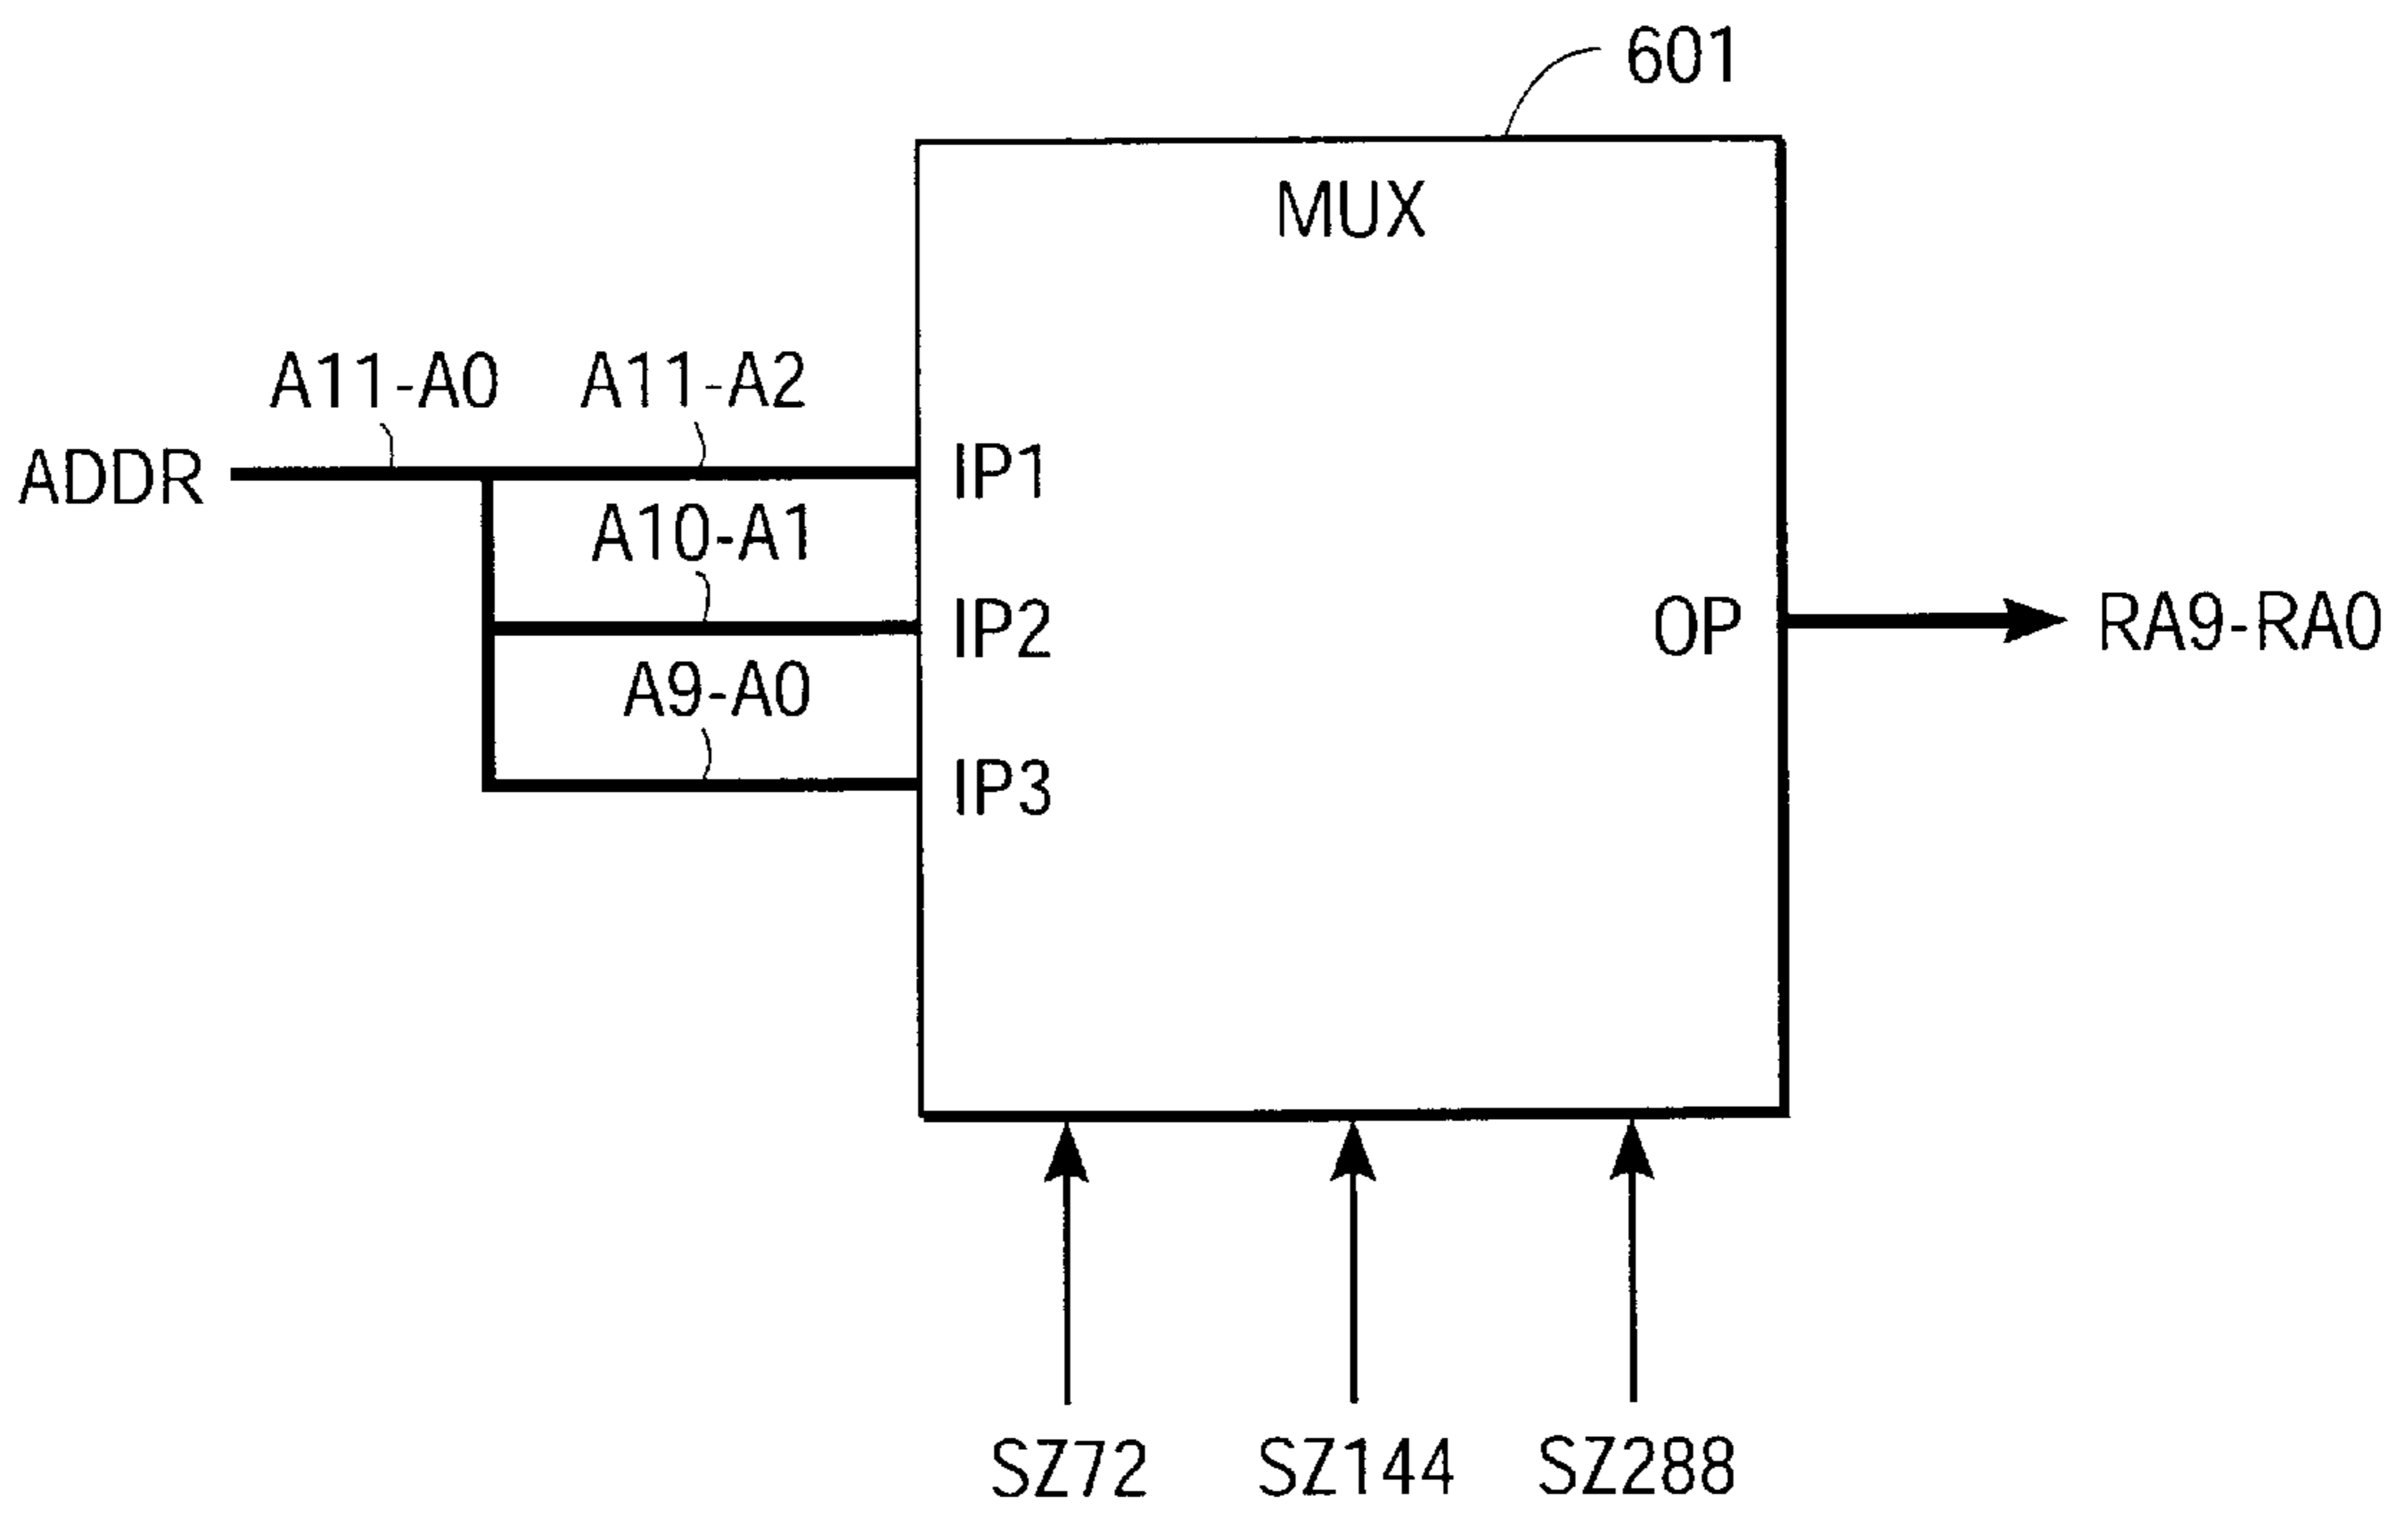 601
MUX
A11-A0
A11-A2
ADDR
IP1
A10-A1
IP2
OP
RA9-RA0
A9-A0
IP3
SZ72
SZ144
SZ288